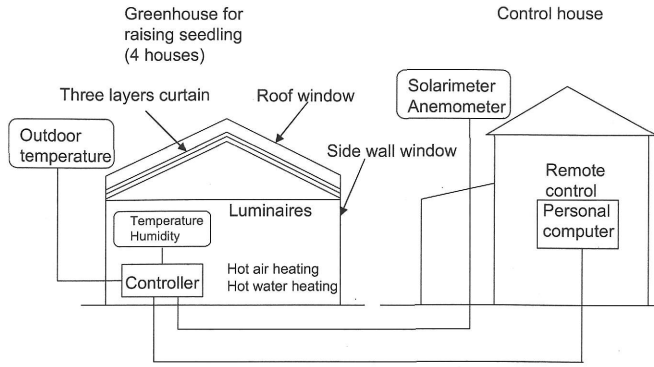 Greenhouse for
raising seedling
(4 houses)
Control house
Three layers curtain
Roof window
Solarimeter
Anemometer
Outdoor
temperature
Side wall window
Remote
control
Personal
computer
Luminaires
Temperature
Humidity
Controller
Hot air heating
Hot water heating